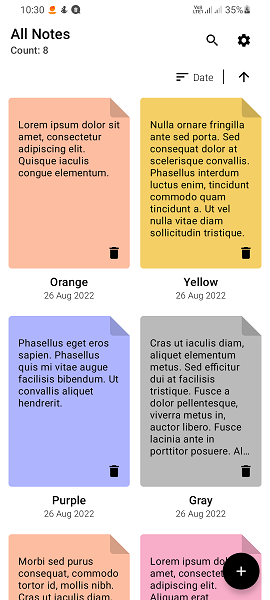 10:30
35%
All Notes
Count: 8
Date
Lorem ipsum dolor sit
amet, consectetur
adipiscing elit.
Quisque iaculis
congue elementum.
Nulla ornare fringilla
ante sed porta. Sed
consequat dolor at
scelerisque convallis.
Phasellus interdum
luctus enim, tincidunt
commodo quam
tincidunt a. Ut vel
nulla vitae diam
sollicitudin tristique.
Orange
26 Aug 2022
Yellow
26 Aug 2022
Phasellus eget eros
sapien. Phasellus
quis mi vitae augue
facilisis bibendum. Ut
convallis aliquet
hendrerit.
Cras ut iaculis diam,
aliquet elementum
metus. Sed efficitur
dui at facilisis
tristique. Fusce a
dolor pellentesque,
viverra metus in,
auctor libero. Fusce
lacinia ante in
porttitor posuere. Al...
Purple
26 Aug 2022
Gray
26 Aug 2022
Morbi sed purus
consequat, commodo
tortor id, mollis nibh.
Cras ut iaculis diam,
Lorem ipsum dolor sit
amet, consectetur
adipiscing elit.
Aliquam erat